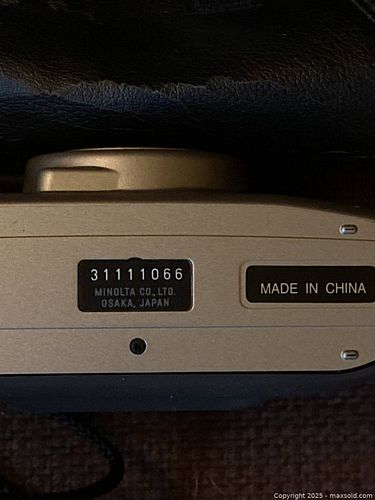 31111066
MINOLTA CO., LTD.
OSAKA, JAPAN
MADE IN CHINA
Copyright 2025 - maxsold.com